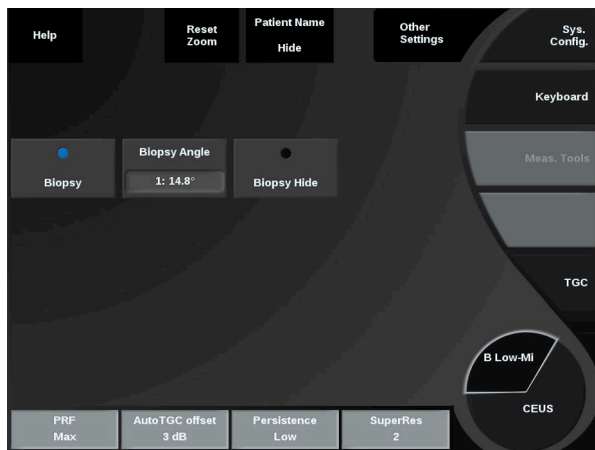 Help
Reset
Zoom
Patient Name
Hide
Other
Settings
Sys.
Config.
Keyboard
Meas. Tools
Biopsy
Biopsy Angle
1: 14.8°
Biopsy Hide
TGC
B Low-Mi
CEUS
PRF
Max
AutoTGC offset
3 dB
Persistence
Low
SuperRes
2